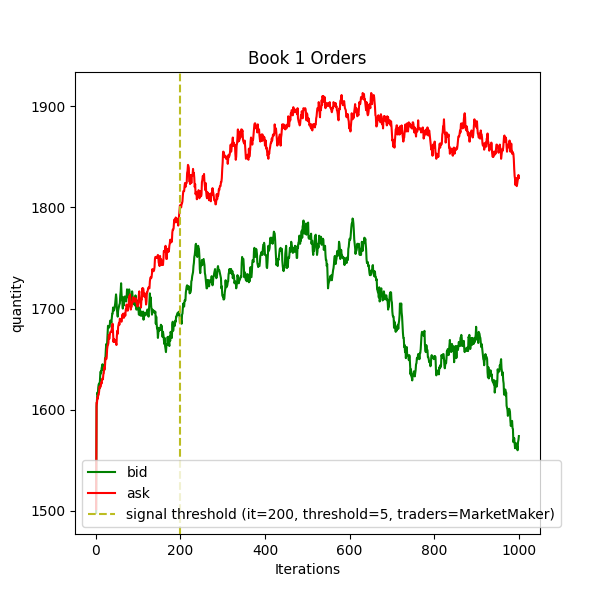 Book 1 Orders
quantity
1900
1800
1700
1600
1500
bid
ask
signal threshold (it=200, threshold=5, traders=MarketMaker)
0 200 400 600 800 1000
Iterations